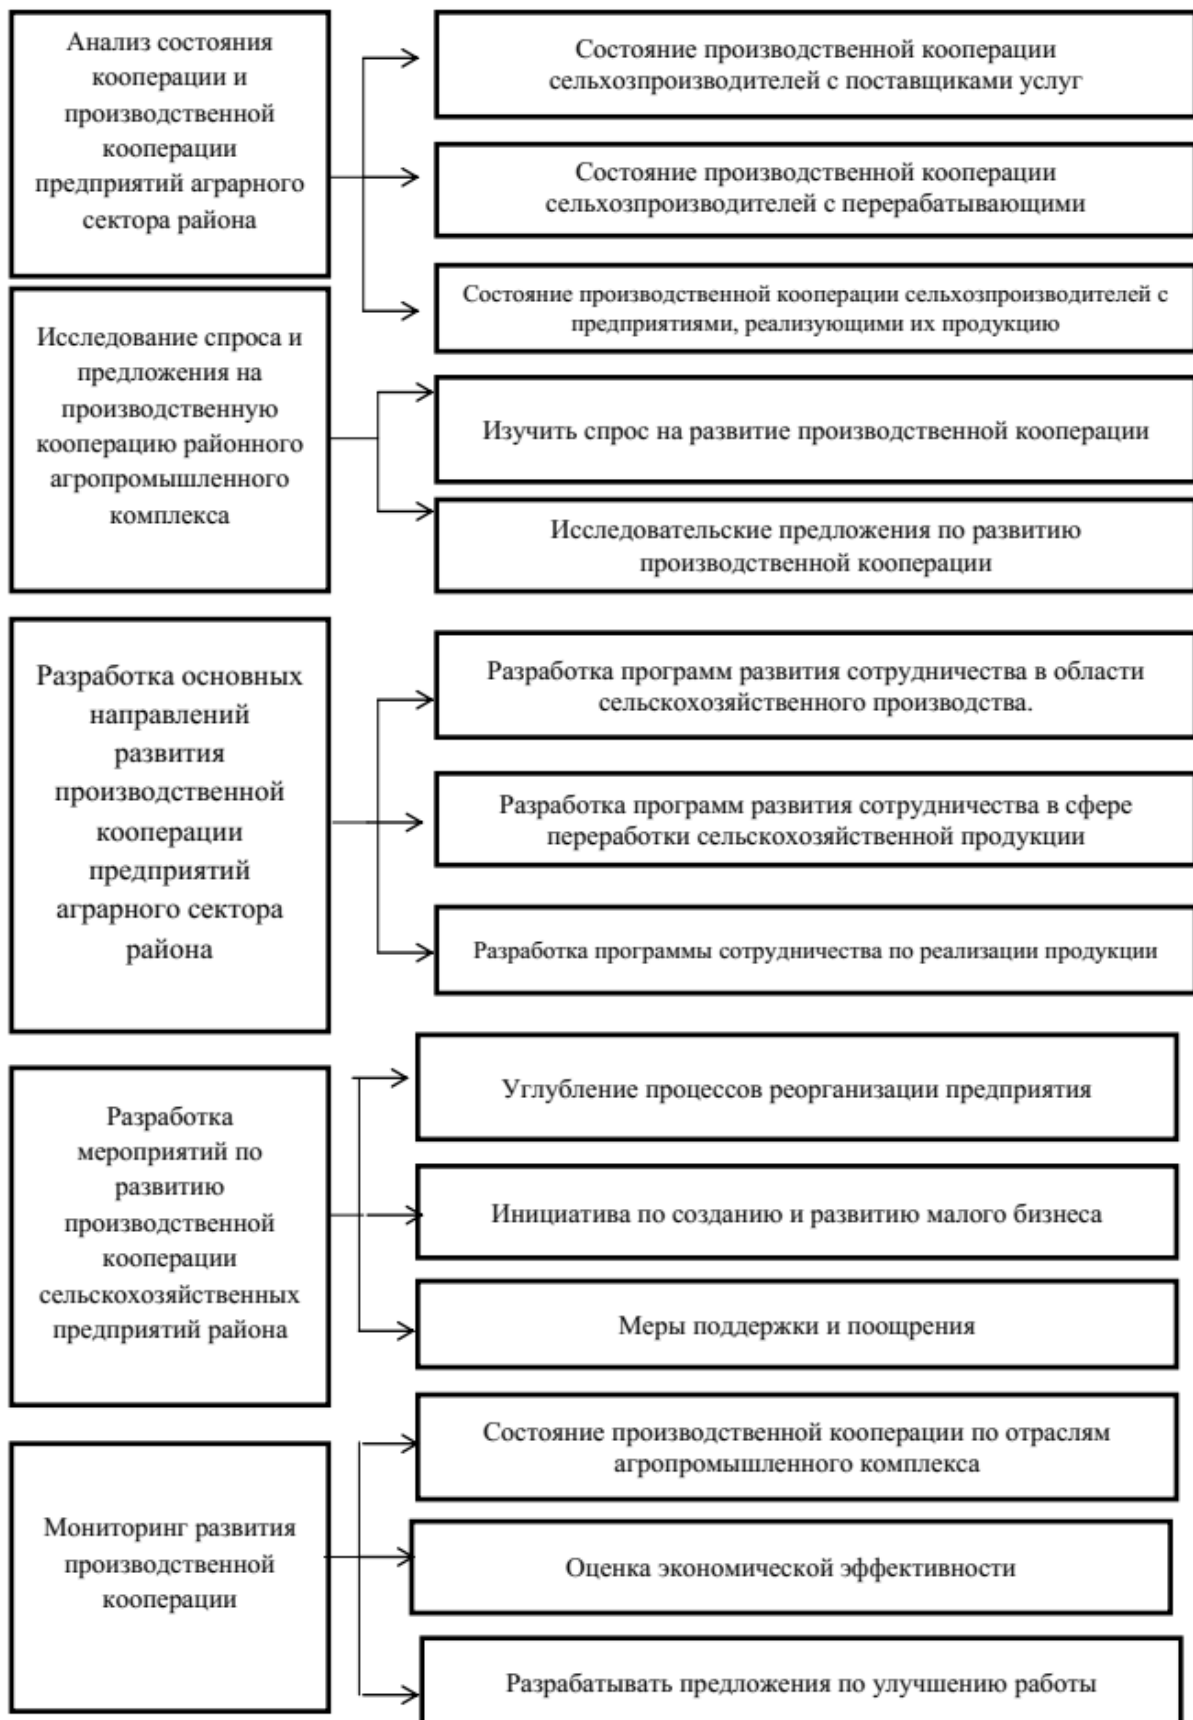 Анализ состояния
кооперации и
производственной
кооперации
предприятий аграрного
сектора района
Состояние производственной кооперации
сельхозпроизводителей с поставщиками услуг
Состояние производственной кооперации
сельхозпроизводителей с перерабатывающими
Состояние производственной кооперации сельхозпроизводителей с
предприятиями, реализующими их продукцию
Исследование спроса и
предложения на
производственную
кооперацию районного
агропромышленного
комплекса
Изучить спрос на развитие производственной кооперации
Исследовательские предложения по развитию
производственной кооперации
Разработка основных
направлений
развития
производственной
кооперации
предприятий
аграрного сектора
района
Разработка программ развития сотрудничества в области
сельскохозяйственного производства.
Разработка программ развития сотрудничества в сфере
переработки сельскохозяйственной продукции
Разработка программы сотрудничества по реализации продукции
Разработка
мероприятий по
развитию
производственной
кооперации
сельскохозяйственных
предприятий района
Углубление процессов реорганизации предприятия
Инициатива по созданию и развитию малого бизнеса
Меры поддержки и поощрения
Мониторинг развития
производственной
кооперации
Состояние производственной кооперации по отраслям
агропромышленного комплекса
Оценка экономической эффективности
Разрабатывать предложения по улучшению работы